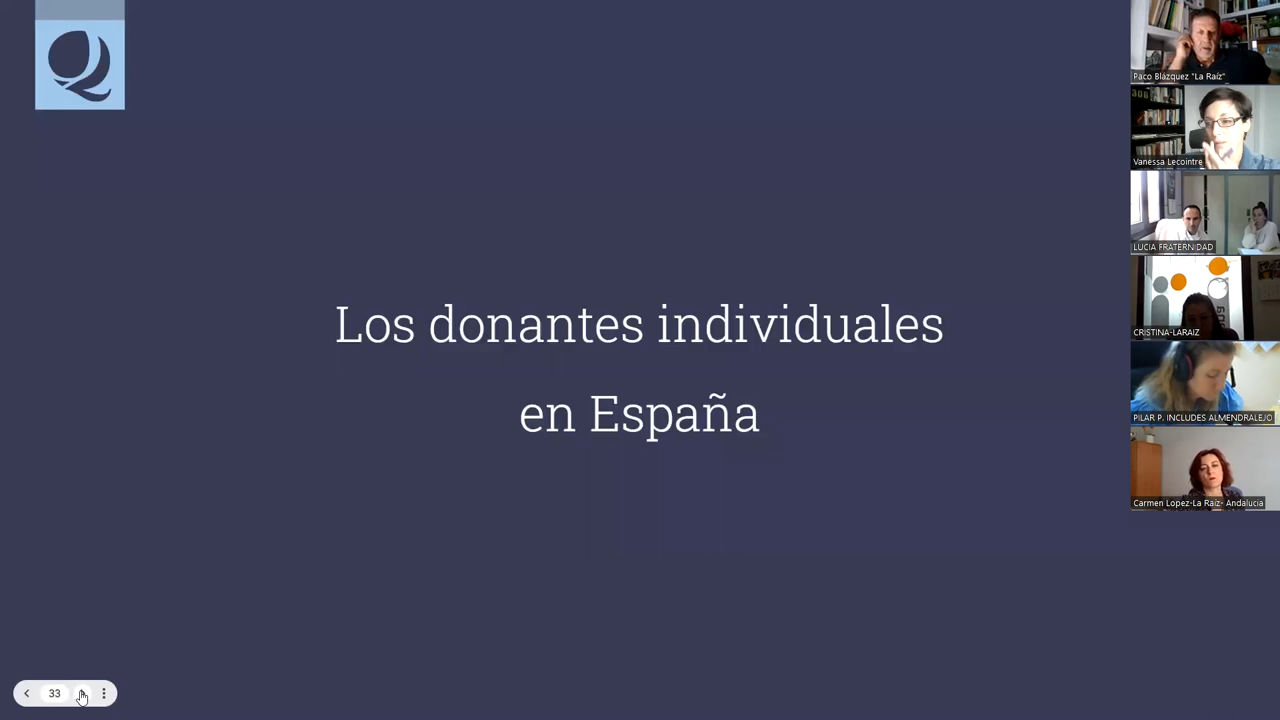 Los donantes individuales
en España
Paco Blázquez "La Raíz"
Vanessa Lecointre
LUCIA FRATERNIDAD
CRISTINA-LARAIZ
PILAR P. INCLUDES ALMENDRALEJO
Carmen Lopez-La Raiz- Andalucia
33